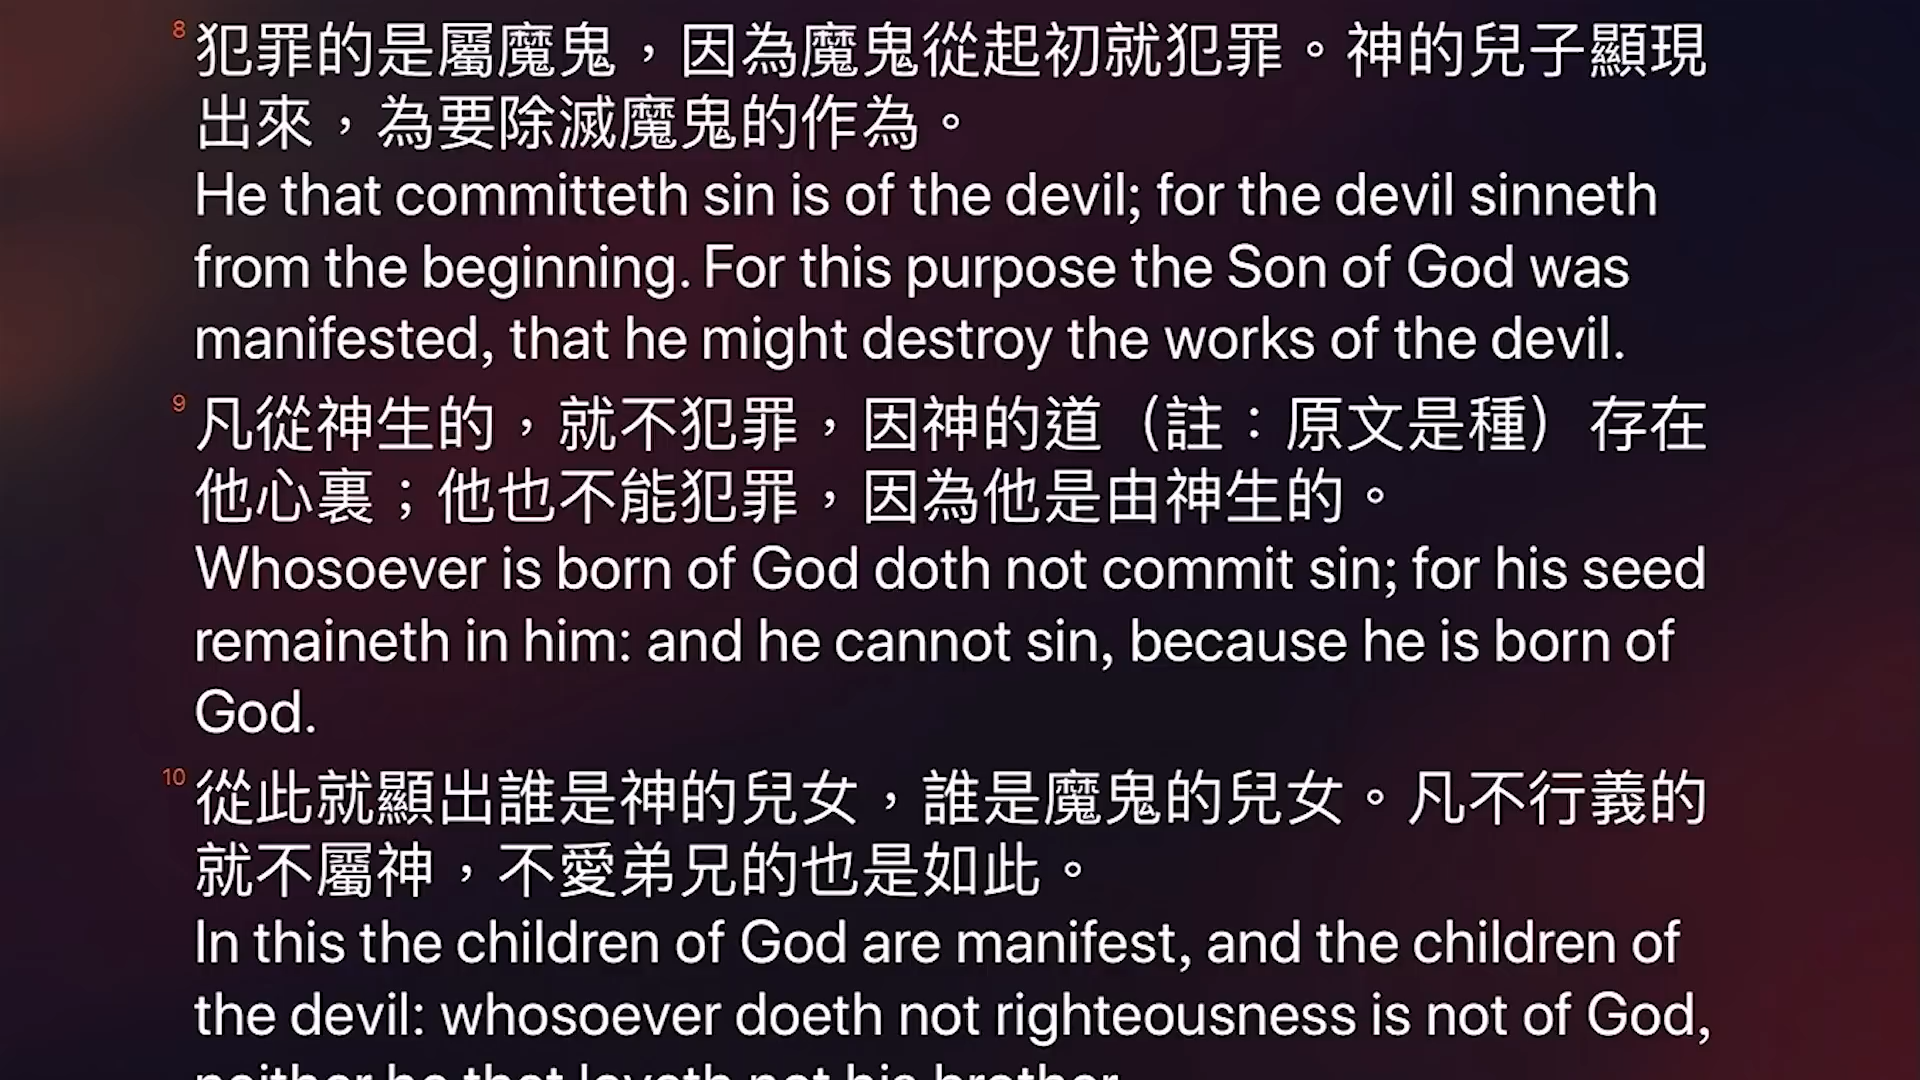 8 犯罪的是屬魔鬼，因為魔鬼從起初就犯罪。神的兒子顯現
出來，為要除滅魔鬼的作為。
He that committeth sin is of the devil; for the devil sinneth
from the beginning. For this purpose the Son of God was
manifested, that he might destroy the works of the devil.
9 凡從神生的，就不犯罪，因神的道（註：原文是種）存在
他心裏；他也不能犯罪，因為他是由神生的。
Whosoever is born of God doth not commit sin; for his seed
remaineth in him: and he cannot sin, because he is born of
God.
10 從此就顯出誰是神的兒女，誰是魔鬼的兒女。凡不行義的
就不屬神，不愛弟兄的也是如此。
In this the children of God are manifest, and the children of
the devil: whosoever doeth not righteousness is not of God,
neither he that loveth not his brother.